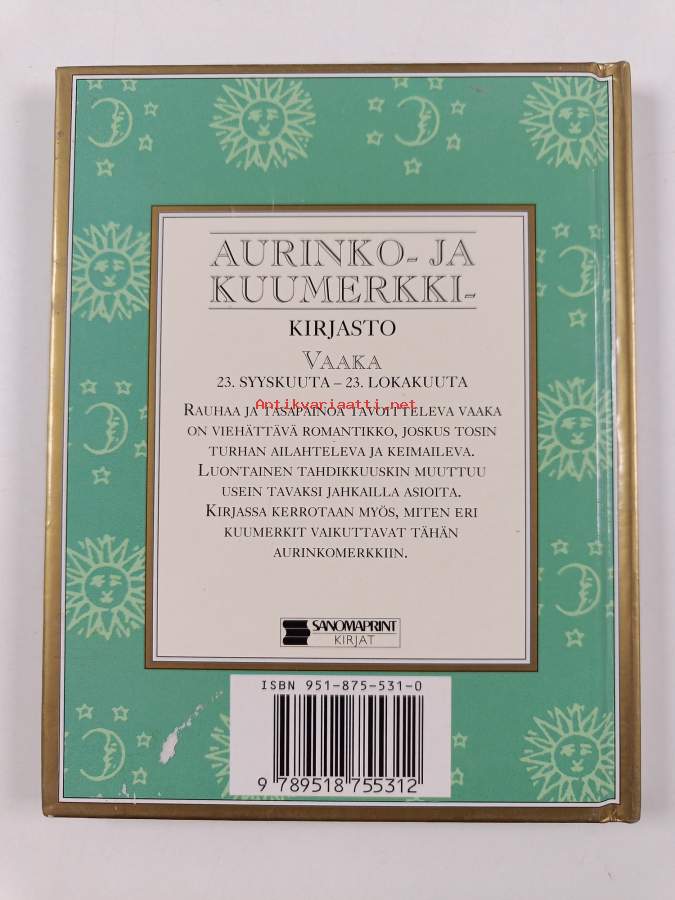 AURINKO- JA
KUUMERKKI-
KIRJASTO
VAAKA
23. SYYSKUUTA – 23. LOKAKUUTA
Antikvariaatti.net
RAUHAA JA TASAPAINOA TAVOITTELEVA VAAKA
ON VIEHÄTTÄVÄ ROMANTIKKO, JOSKUS TOSIN
TURHAN AILAHTELEVA JA KEIMAILEVA.
LUONTAINEN TAHDIKKUUSKIN MUUTTUU
USEIN TAVAKSI JAHKAILLA ASIOITA.
KIRJASSA KERROTAAN MYÖS, MITEN ERI
KUUMERKIT VAIKUTTAVAT TÄHÄN
AURINKOMERKKIIN.
SANOMAPRINT
KIRJAT
ISBN 951-875-531-0
9 789518 755312